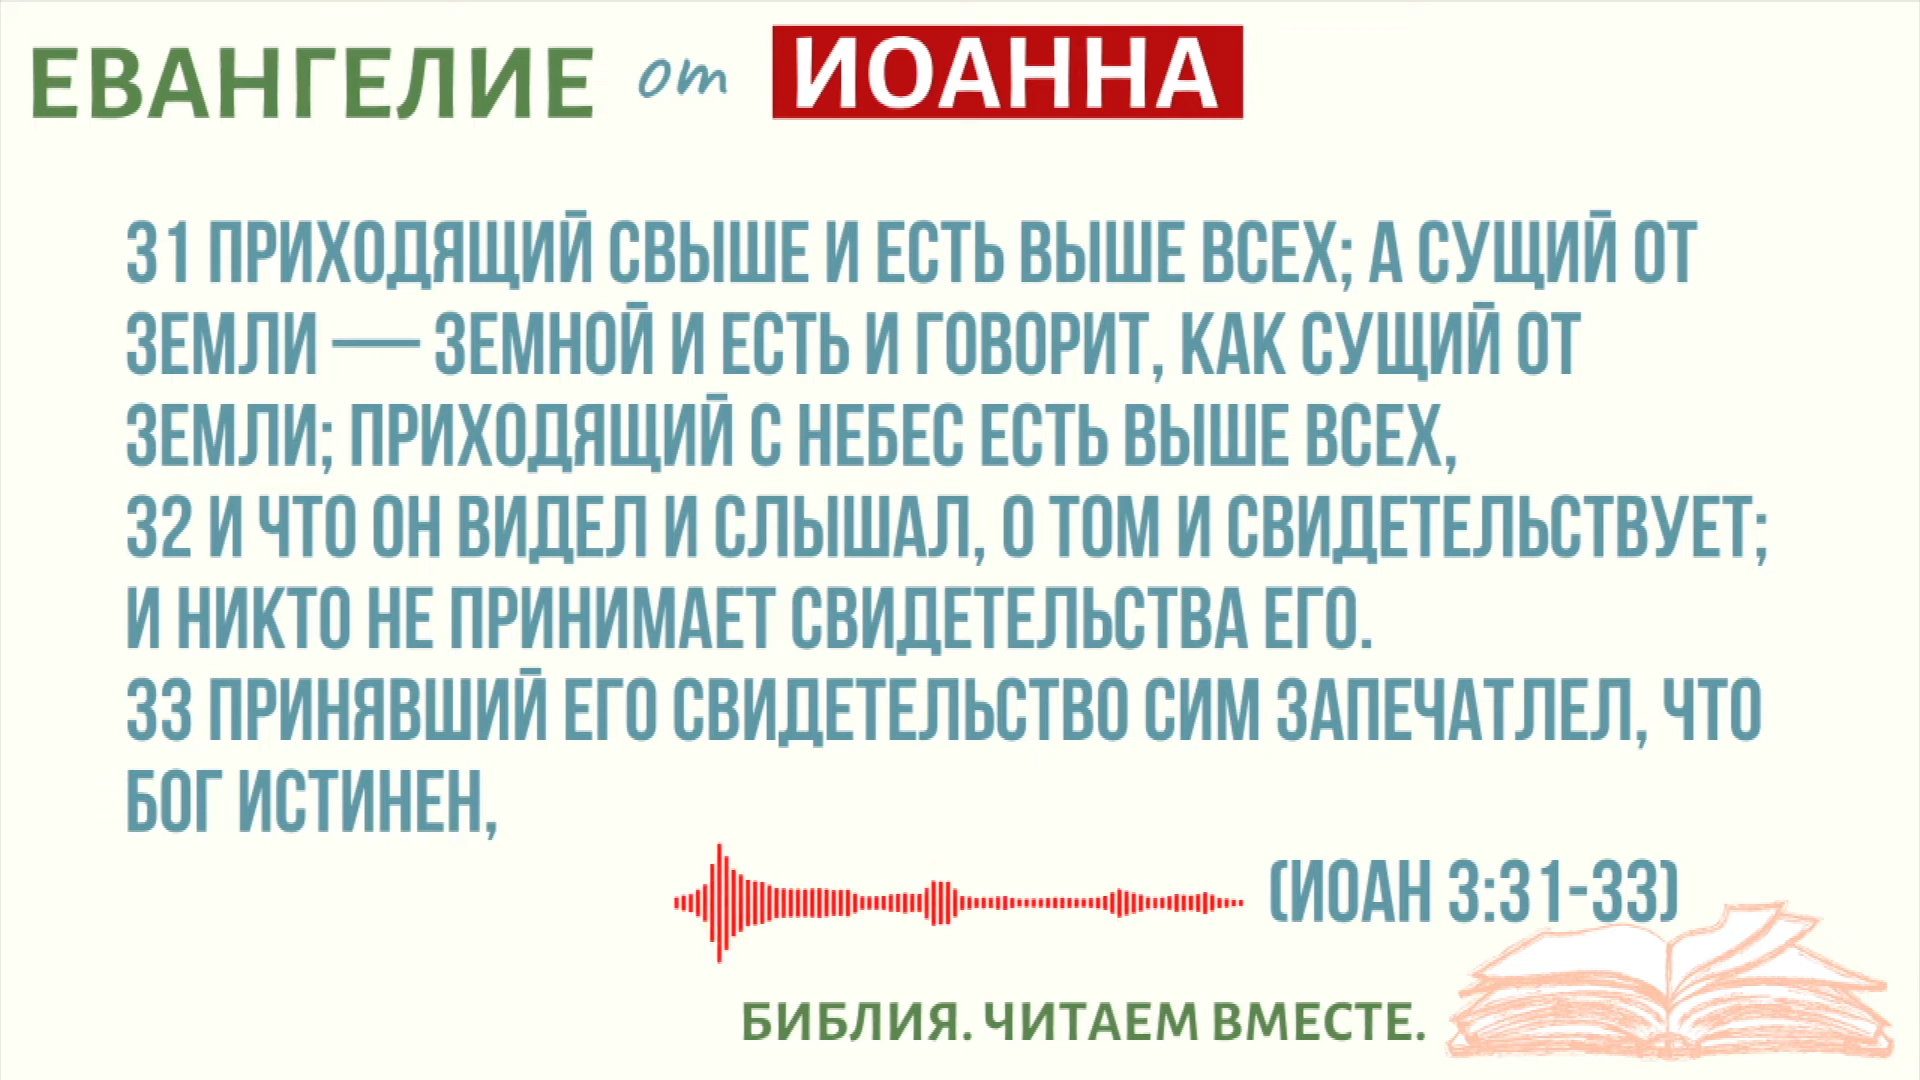 ЕВАНГЕЛИЕ от ИОАННА
31 ПРИХОДЯЩИЙ СВЫШЕ И ЕСТЬ ВЫШЕ ВСЕХ; А СУЩИЙ ОТ
ЗЕМЛИ — ЗЕМНОЙ И ЕСТЬ И ГОВОРИТ, КАК СУЩИЙ ОТ
ЗЕМЛИ; ПРИХОДЯЩИЙ С НЕБЕС ЕСТЬ ВЫШЕ ВСЕХ,
32 И ЧТО ОН ВИДЕЛ И СЛЫШАЛ, О ТОМ И СВИДЕТЕЛЬСТВУЕТ;
И НИКТО НЕ ПРИНИМАЕТ СВИДЕТЕЛЬСТВА ЕГО.
33 ПРИНЯВШИЙ ЕГО СВИДЕТЕЛЬСТВО СИМ ЗАПЕЧАТЛЕЛ, ЧТО
БОГ ИСТИНЕН,
(ИОАН 3:31-33)
БИБЛИЯ. ЧИТАЕМ ВМЕСТЕ.